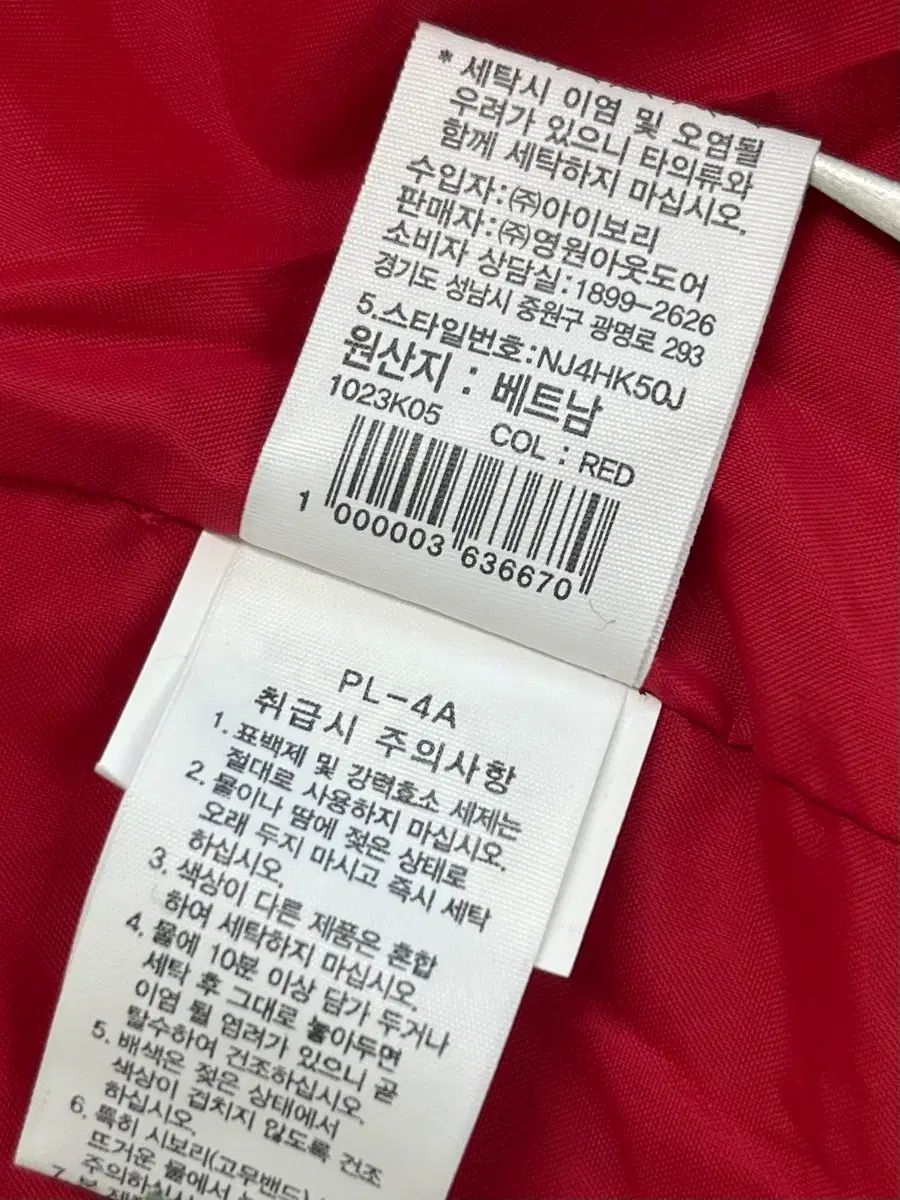 * 세탁시 이염 및 오염될
우려가 있으니 타의류와
함께 세탁하지 마십시오.
수입자:㈜아이보리
판매자:㈜영원아웃도어
소비자 상담실:1899-2626
경기도 성남시 중원구 광명로 293
5.스타일번호:NJ4HK50J
원산지 : 베트남
1023K05 COL : RED
1 000003 636670
PL-4A
취급시 주의사항
1. 표백제 및 강력효소 세제는
절대로 사용하지 마십시오.
2. 물이나 땀에 젖은 상태로
오래 두지 마시고 즉시 세탁
하십시오.
3. 색상이 다른 제품은 혼합
하여 세탁하지 마십시오.
4. 물에 10분 이상 담가 두거나
세탁 후 그대로 놓아두면
이염 될 염려가 있으니 곧
탈수하여 건조하십시오.
5. 배색은 젖은 상태에서
색상이 겹치지 않도록 건조
하십시오
6. 특히 시보리(고무밴드)
뜨거운 물에서
주의하십시
7.